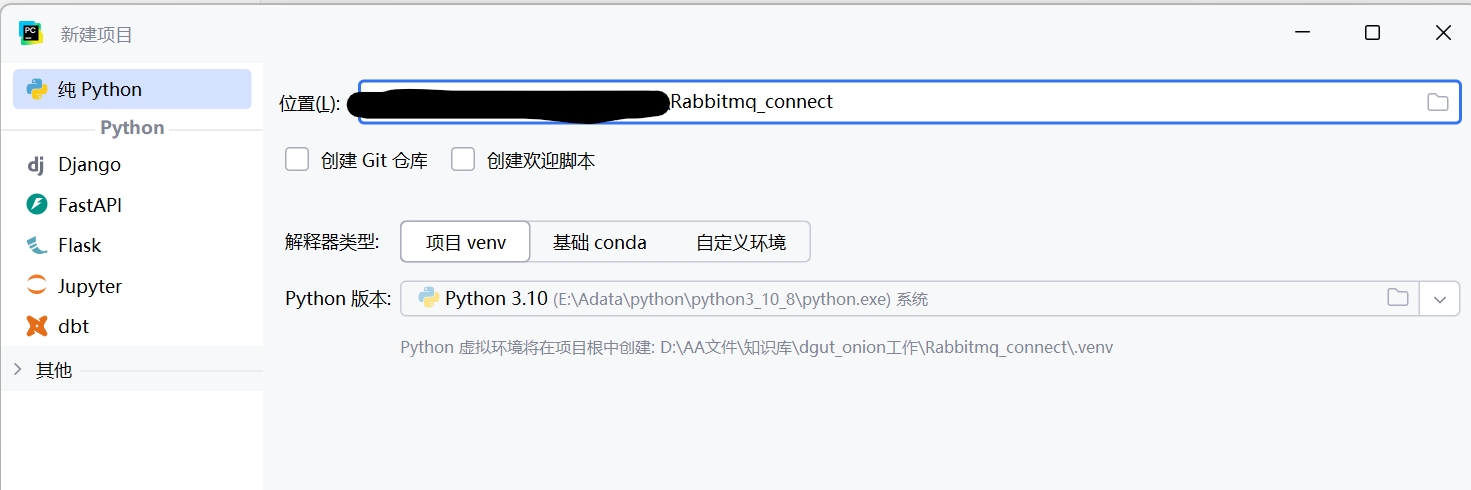 PC
新建项目
纯 Python
Python
dj Django
FastAPI
Flask
Jupyter
dbt
其他
位置(L): Rabbitmq_connect
创建 Git 仓库 创建欢迎脚本
解释器类型: 项目 venv 基础 conda 自定义环境
Python 版本: Python 3.10 (E:\Adata\python\python3_10_8\python.exe) 系统
Python 虚拟环境将在项目根中创建: D:\AA文件\知识库\dgut_onion工作\Rabbitmq_connect\.venv